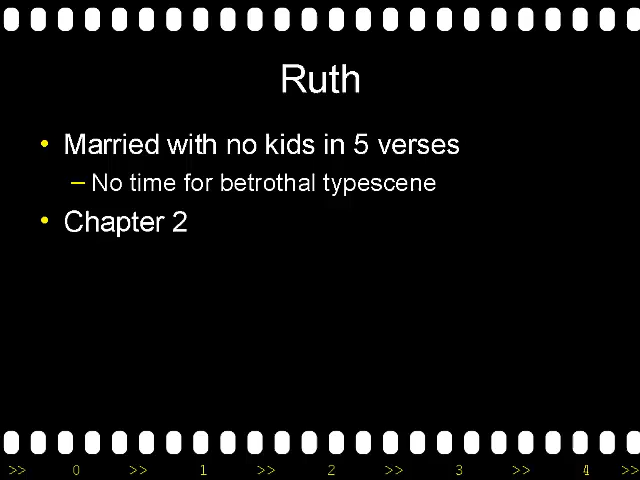 Ruth
• Married with no kids in 5 verses
– No time for betrothal typescene
• Chapter 2
>> 0 >> 1 >> 2 >> 3 >> 4 >>